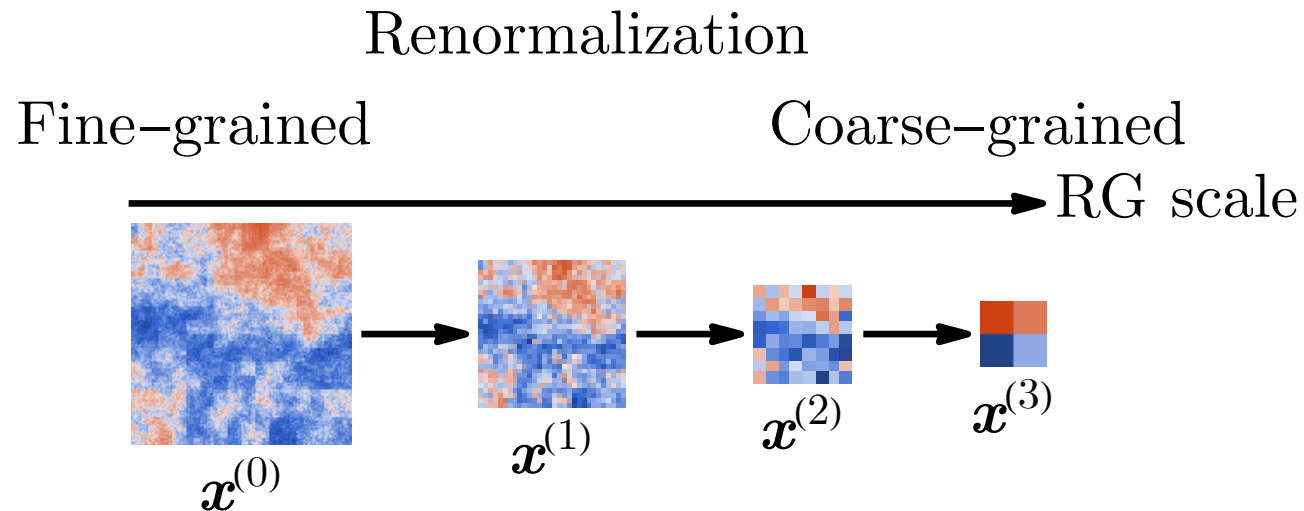 Renormalization
Fine–grained
Coarse–grained
RG scale
x^(0)
x^(1)
x^(2)
x^(3)